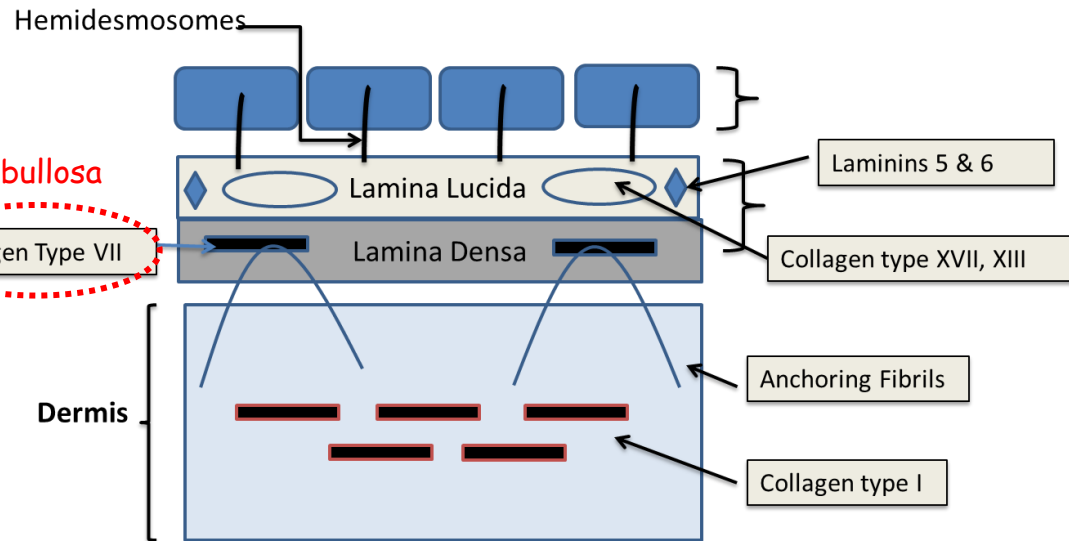 Hemidesmosomes
bullosa
Laminins 5 & 6
Lamina Lucida
gen Type VII
Lamina Densa
Collagen type XVII, XIII
Anchoring Fibrils
Dermis
Collagen type I